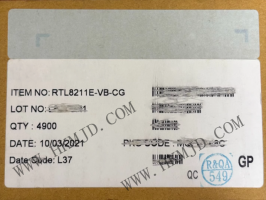 ITEM NO: RTL8211E-VB-CG
LOT NO:
QTY : 4900
DATE: 10/03/2021
Date Code: L37
QC
R&QA
549
GP
WWW.HKMJD.COM
WWW.HKMJD.COM